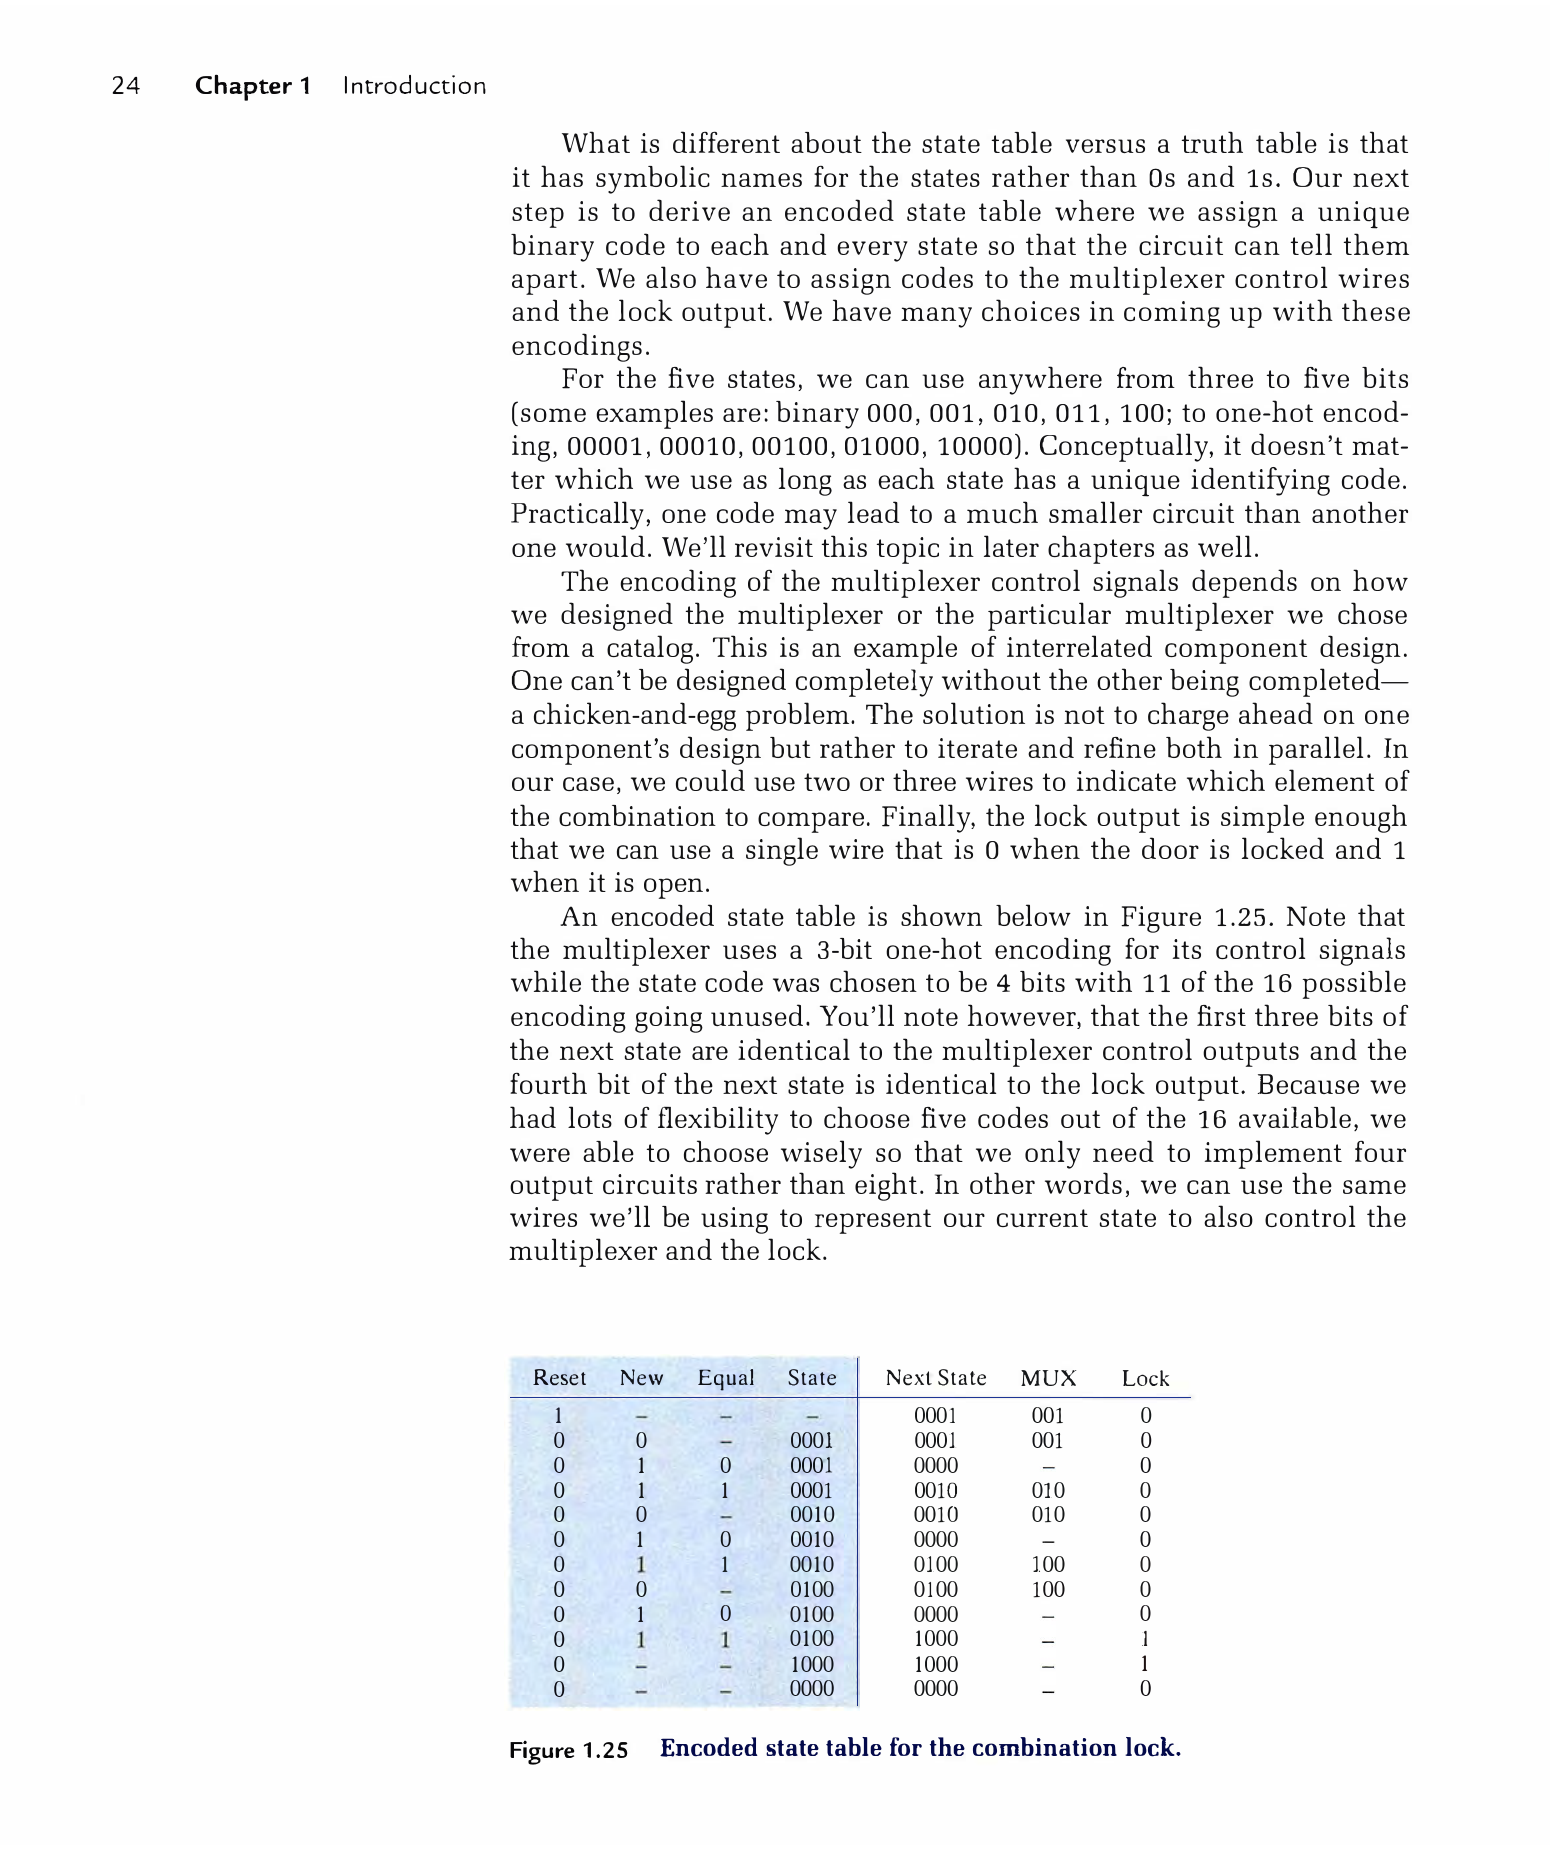 24 Chapter 1 Introduction
What is different about the state table versus a truth table is that
it has symbolic names for the states rather than 0s and 1s. Our next
step is to derive an encoded state table where we assign a unique
binary code to each and every state so that the circuit can tell them
apart. We also have to assign codes to the multiplexer control wires
and the lock output. We have many choices in coming up with these
encodings.
For the five states, we can use anywhere from three to five bits
(some examples are: binary 000, 001, 010, 011, 100; to one-hot encod-
ing, 00001, 00010, 00100, 01000, 10000). Conceptually, it doesn't mat-
ter which we use as long as each state has a unique identifying code.
Practically, one code may lead to a much smaller circuit than another
one would. We'll revisit this topic in later chapters as well.
The encoding of the multiplexer control signals depends on how
we designed the multiplexer or the particular multiplexer we chose
from a catalog. This is an example of interrelated component design.
One can't be designed completely without the other being completed—
a chicken-and-egg problem. The solution is not to charge ahead on one
component's design but rather to iterate and refine both in parallel. In
our case, we could use two or three wires to indicate which element of
the combination to compare. Finally, the lock output is simple enough
that we can use a single wire that is 0 when the door is locked and 1
when it is open.
An encoded state table is shown below in Figure 1.25. Note that
the multiplexer uses a 3-bit one-hot encoding for its control signals
while the state code was chosen to be 4 bits with 11 of the 16 possible
encoding going unused. You'll note however, that the first three bits of
the next state are identical to the multiplexer control outputs and the
fourth bit of the next state is identical to the lock output. Because we
had lots of flexibility to choose five codes out of the 16 available, we
were able to choose wisely so that we only need to implement four
output circuits rather than eight. In other words, we can use the same
wires we'll be using to represent our current state to also control the
multiplexer and the lock.
Reset New Equal State Next State MUX Lock
1 – – – 0001 001 0
0 0 – 0001 0001 001 0
0 1 0 0001 0000 – 0
0 1 1 0001 0010 010 0
0 0 – 0010 0010 010 0
0 1 0 0010 0000 – 0
0 1 1 0010 0100 100 0
0 0 – 0100 0100 100 0
0 1 0 0100 0000 – 0
0 1 1 0100 1000 – 1
0 – – 1000 1000 – 1
0 – – 0000 0000 – 0
Figure 1.25 Encoded state table for the combination lock.